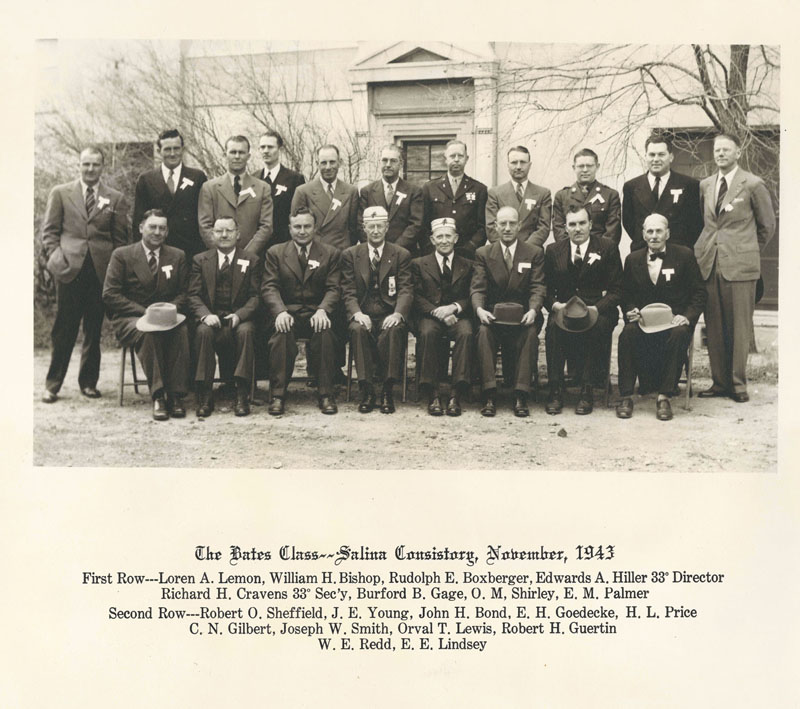 The Bates Class--Salina Consistory, November, 1943
First Row---Loren A. Lemon, William H. Bishop, Rudolph E. Boxberger, Edwards A. Hiller 33° Director
Richard H. Cravens 33° Sec'y, Burford B. Gage, O. M, Shirley, E. M. Palmer
Second Row---Robert O. Sheffield, J. E. Young, John H. Bond, E. H. Goedecke, H. L. Price
C. N. Gilbert, Joseph W. Smith, Orval T. Lewis, Robert H. Guertin
W. E. Redd, E. E. Lindsey